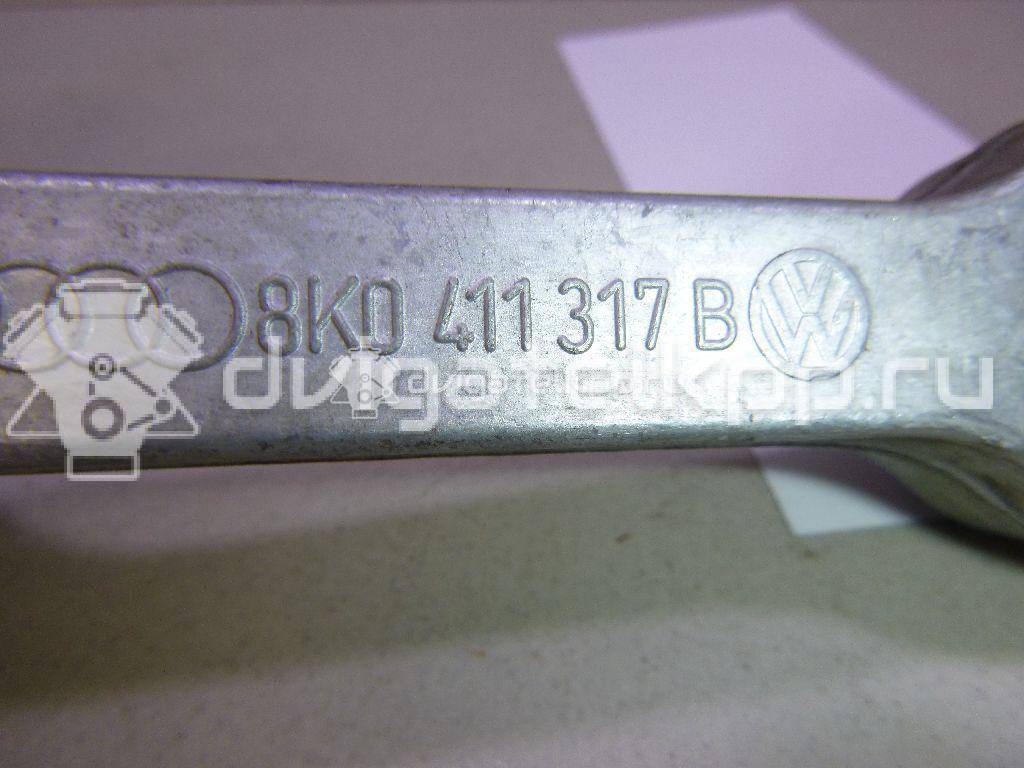 8K0 411 317 B
dvigatelkpp.ru